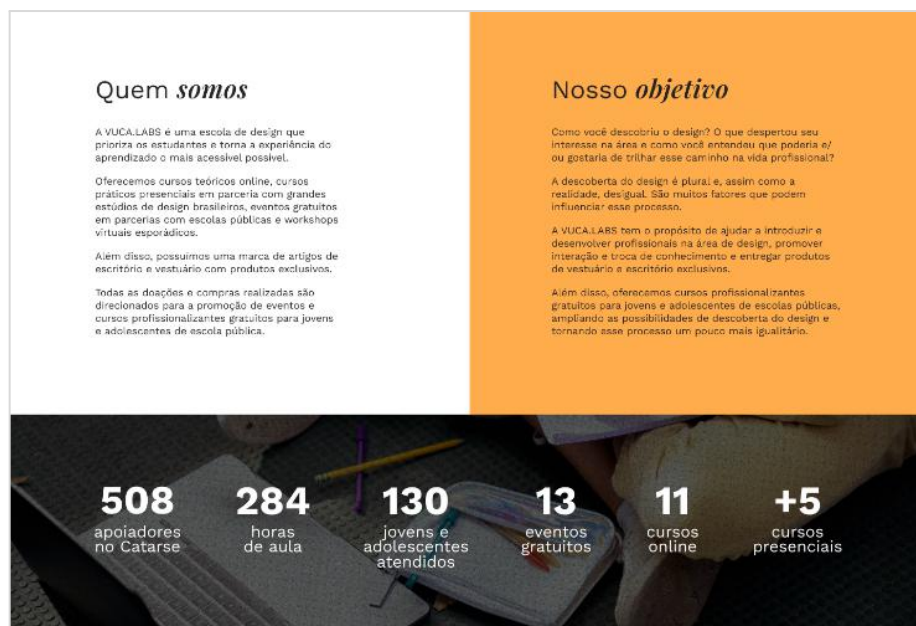 Quem somos
A VUCA.LABS é uma escola de design que
prioriza os estudantes e torna a experiência do
aprendizado o mais acessível possível.
Oferecemos cursos teóricos online, cursos
práticos presenciais em parceria com grandes
estúdios de design brasileiros, eventos gratuitos
em parcerias com escolas públicas e workshops
virtuais esporádicos.
Além disso, possuímos uma marca de artigos de
escritório e vestuário com produtos exclusivos.
Todas as doações e compras realizadas são
direcionados para a promoção de eventos e
cursos profissionalizantes gratuitos para jovens
e adolescentes de escola pública.
Nosso objetivo
Como você descobriu o design? O que despertou seu
interesse na área e como você entendeu que poderia e/
ou gostaria de trilhar esse caminho na vida profissional?
A descoberta do design é plural e, assim como a
realidade, desigual. São muitos fatores que podem
influenciar esse processo.
A VUCA.LABS tem o propósito de ajudar a introduzir e
desenvolver profissionais na área de design, promover
interação e troca de conhecimento e entregar produtos
de vestuário e escritório exclusivos.
Além disso, oferecemos cursos profissionalizantes
gratuitos para jovens e adolescentes de escolas públicas,
ampliando as possibilidades de descoberta do design e
tornando esse processo um pouco mais igualitário.
508
apoiadores
no Catarse
284
horas
de aula
130
jovens e
adolescentes
atendidos
13
eventos
gratuitos
11
cursos
online
+5
cursos
presenciais